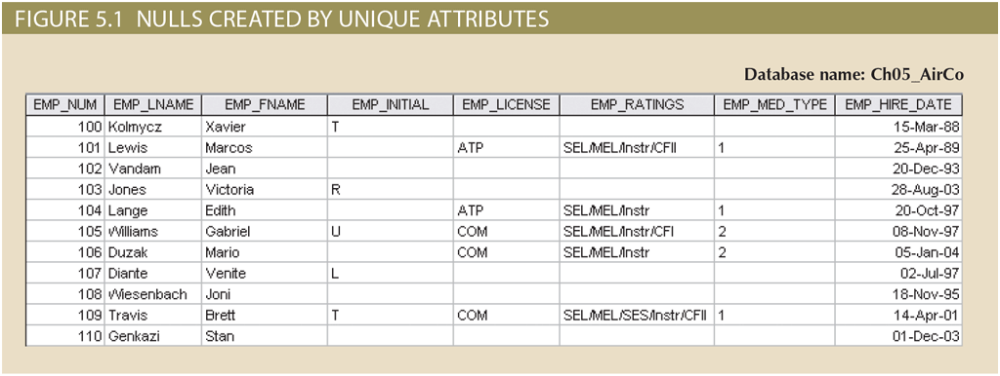 FIGURE 5.1 NULLS CREATED BY UNIQUE ATTRIBUTES
Database name: Ch05_AirCo
EMP_NUM EMP_LNAME EMP_FNAME EMP_INITIAL EMP_LICENSE EMP_RATINGS EMP_MED_TYPE EMP_HIRE_DATE
100 Kolmycz Xavier T 15-Mar-88
101 Lewis Marcos ATP SEL/MEL/Instr/CFII 1 25-Apr-89
102 Vandam Jean 20-Dec-93
103 Jones Victoria R 28-Aug-03
104 Lange Edith ATP SEL/MEL/Instr 1 20-Oct-97
105 Williams Gabriel U COM SEL/MEL/Instr/CFI 2 08-Nov-97
106 Duzak Mario COM SEL/MEL/Instr 2 05-Jan-04
107 Diante Venite L 02-Jul-97
108 Wiesenbach Joni 18-Nov-95
109 Travis Brett T COM SEL/MEL/SES/Instr/CFII 1 14-Apr-01
110 Genkazi Stan 01-Dec-03